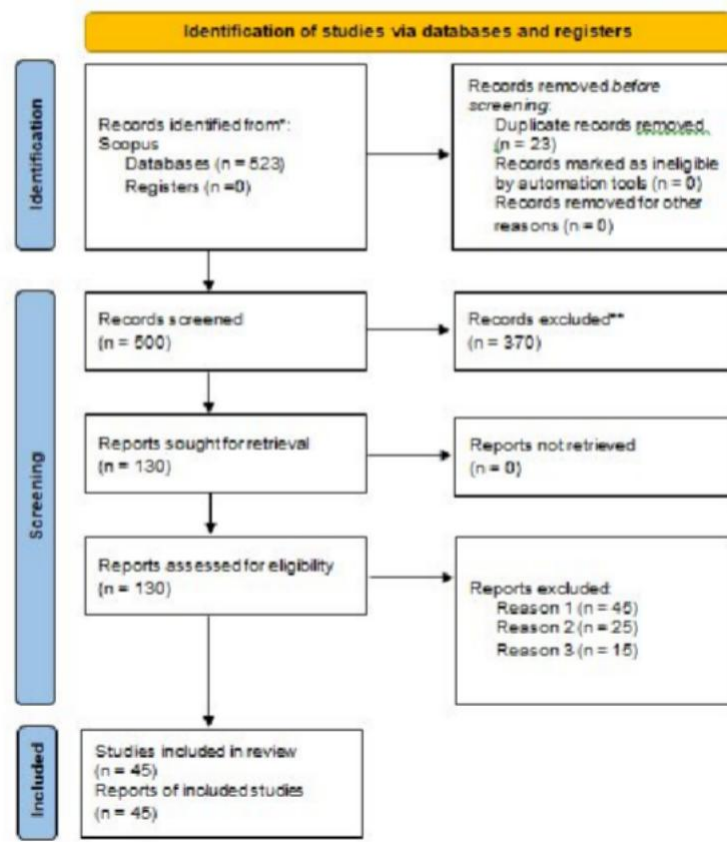 Identification of studies via databases and registers
Identification
Records identified from*:
Scopus
Databases (n = 523)
Registers (n =0)
Records removed before
screening:
Duplicate records removed
(n = 23)
Records marked as ineligible
by automation tools (n = 0)
Records removed for other
reasons (n = 0)
Screening
Records screened
(n = 500)
Records excluded**
(n = 370)
Reports sought for retrieval
(n = 130)
Reports not retrieved
(n = 0)
Reports assessed for eligibility
(n = 130)
Reports excluded:
Reason 1 (n = 45)
Reason 2 (n = 25)
Reason 3 (n = 15)
Included
Studies included in review
(n = 45)
Reports of included studies
(n = 45)